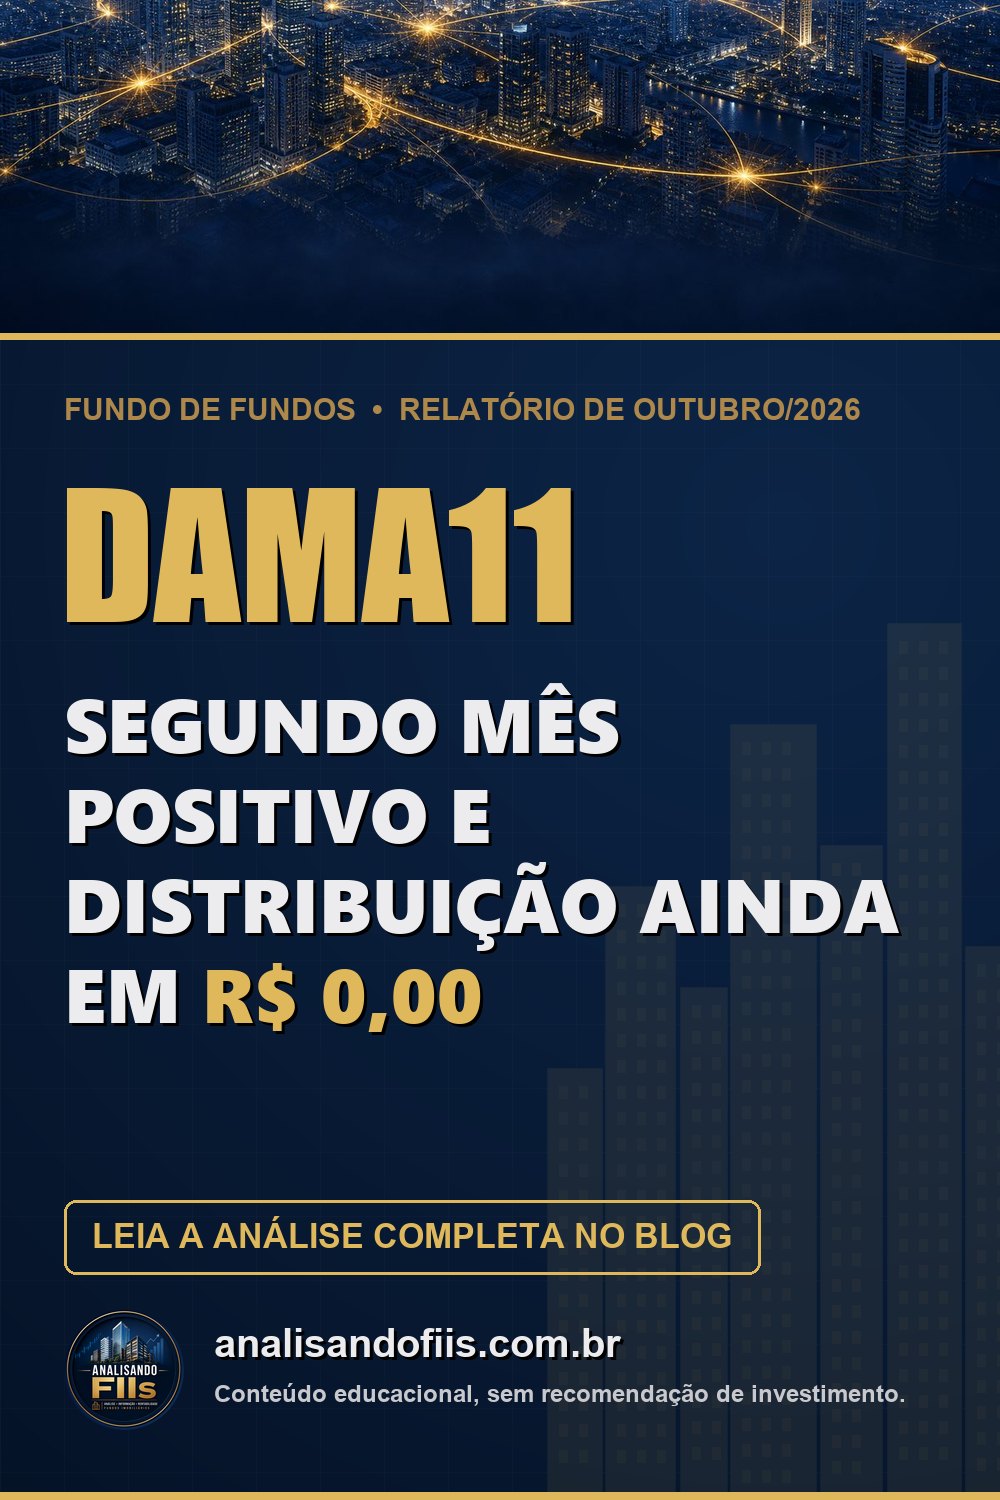 FUNDO DE FUNDOS • RELATÓRIO DE OUTUBRO/2026
DAMA11
SEGUNDO MÊS
POSITIVO E
DISTRIBUIÇÃO AINDA
EM R$ 0,00
LEIA A ANÁLISE COMPLETA NO BLOG
ANALISANDO
FIIs
analisandofiis.com.br
Conteúdo educacional, sem recomendação de investimento.